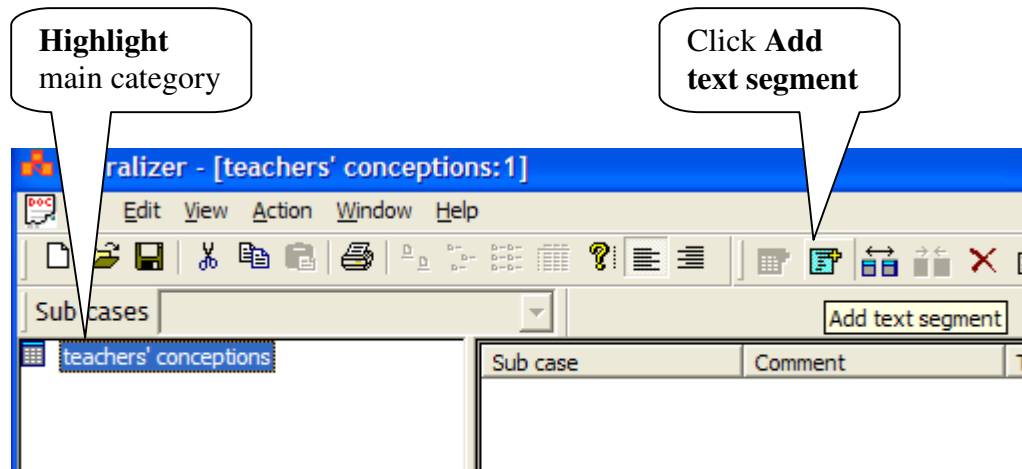 Highlight
main category
Click Add
text segment
ralizer - [teachers' conceptions:1]
DOC
Edit View Action Window Help
Sub cases
Add text segment
teachers' conceptions
Sub case Comment T